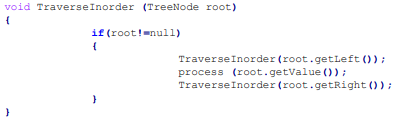 void TraverseInorder (TreeNode root)
{
if(root!=null)
{
TraverseInorder(root.getLeft());
process (root.getValue());
TraverseInorder(root.getRight());
}
}